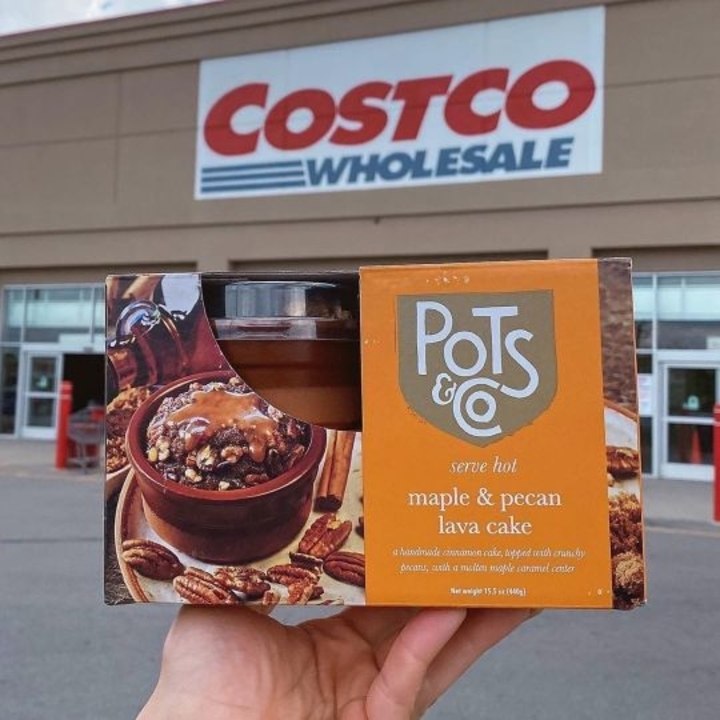 COSTCO
WHOLESALE
POTS
& CO
serve hot
maple & pecan
lava cake
a handmade cinnamon cake, topped with crunchy
pecans, with a molten maple caramel center
Net weight 15.5 oz (440g)